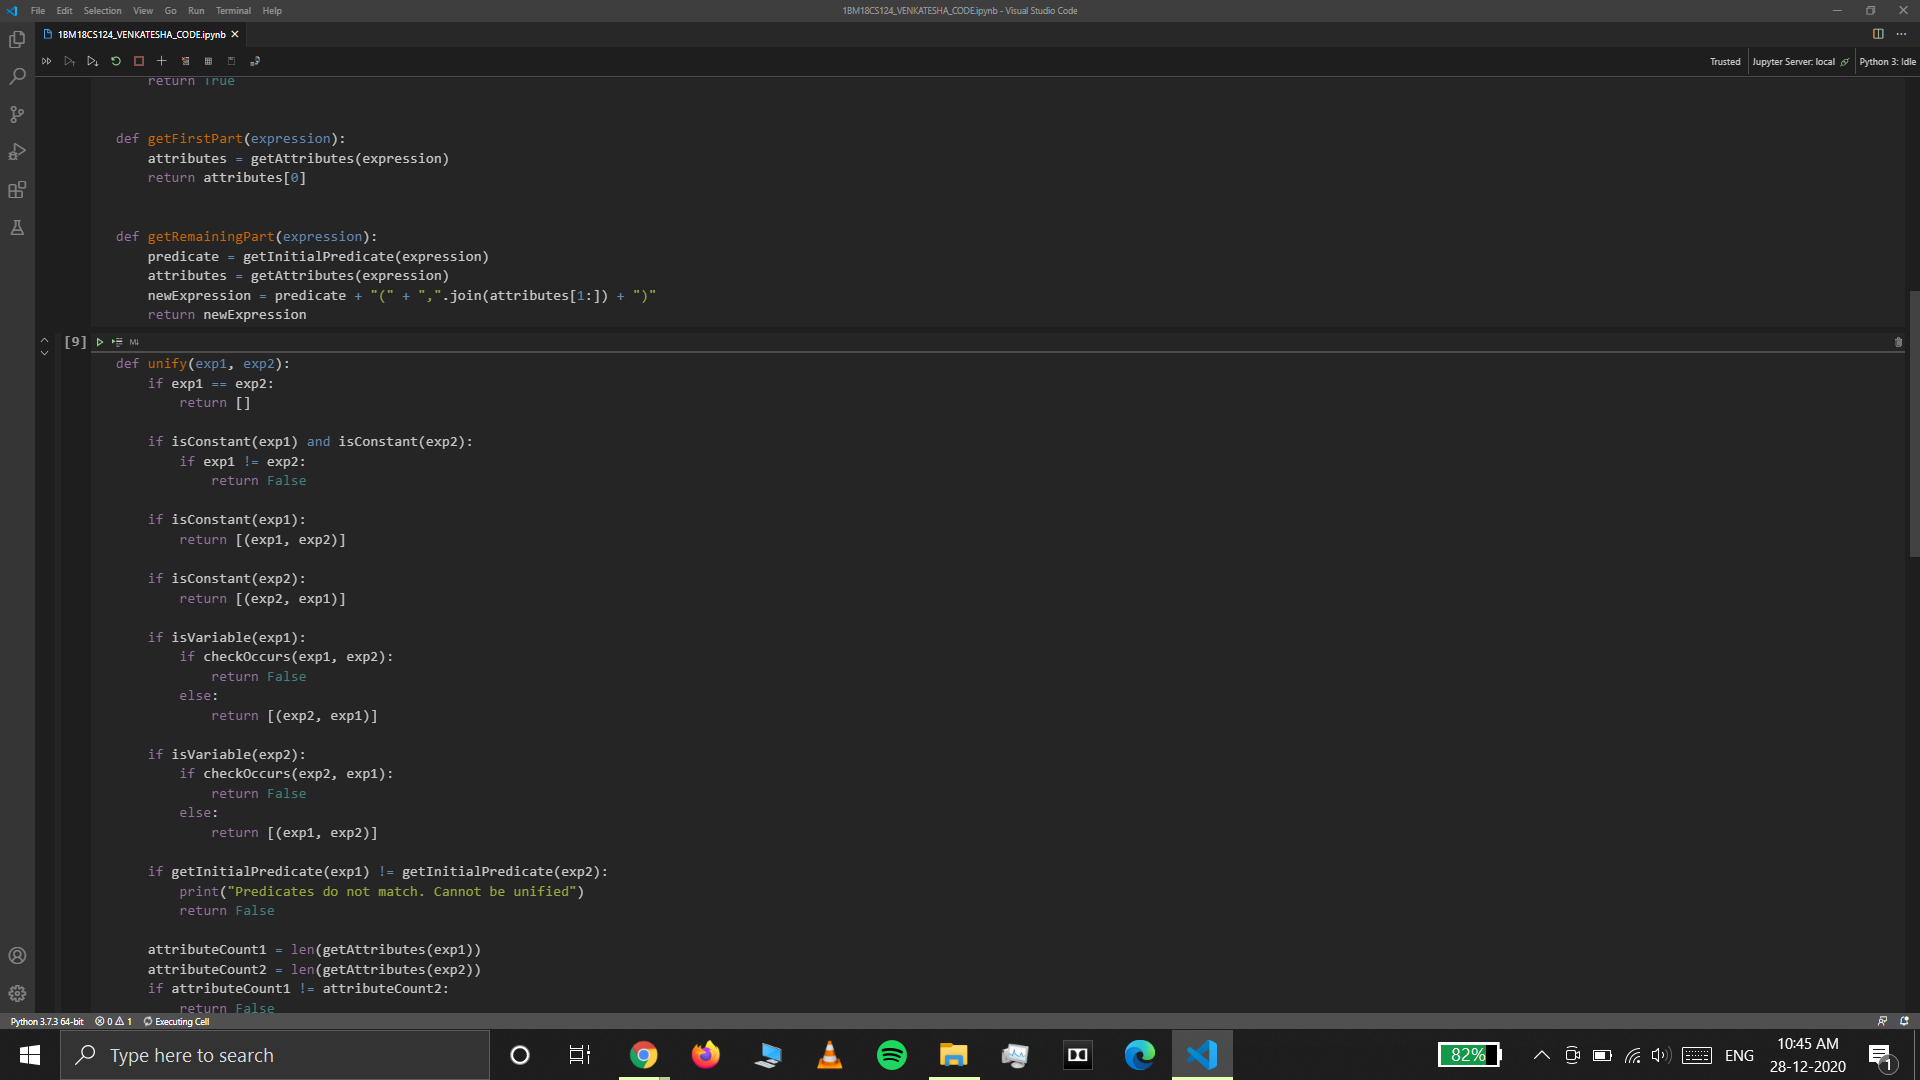 File Edit Selection View Go Run Terminal Help
1BM18CS124_VENKATESHA_CODE.ipynb - Visual Studio Code
1BM18CS124_VENKATESHA_CODE.ipynb
Trusted Jupyter Server: local Python 3: Idle
return True
def getFirstPart(expression):
attributes = getAttributes(expression)
return attributes[0]
def getRemainingPart(expression):
predicate = getInitialPredicate(expression)
attributes = getAttributes(expression)
newExpression = predicate + "(" + ",".join(attributes[1:]) + ")"
return newExpression
[9]
M↓
def unify(exp1, exp2):
if exp1 == exp2:
return []
if isConstant(exp1) and isConstant(exp2):
if exp1 != exp2:
return False
if isConstant(exp1):
return [(exp1, exp2)]
if isConstant(exp2):
return [(exp2, exp1)]
if isVariable(exp1):
if checkOccurs(exp1, exp2):
return False
else:
return [(exp2, exp1)]
if isVariable(exp2):
if checkOccurs(exp2, exp1):
return False
else:
return [(exp1, exp2)]
if getInitialPredicate(exp1) != getInitialPredicate(exp2):
print("Predicates do not match. Cannot be unified")
return False
attributeCount1 = len(getAttributes(exp1))
attributeCount2 = len(getAttributes(exp2))
if attributeCount1 != attributeCount2:
return False
Python 3.7.3 64-bit 0 1 Executing Cell
Type here to search
82%
ENG
10:45 AM
28-12-2020
1